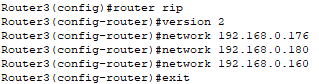 Router3(config)#router rip
Router3(config-router)#version 2
Router3(config-router)#network 192.168.0.176
Router3(config-router)#network 192.168.0.180
Router3(config-router)#network 192.168.0.160
Router3(config-router)#exit